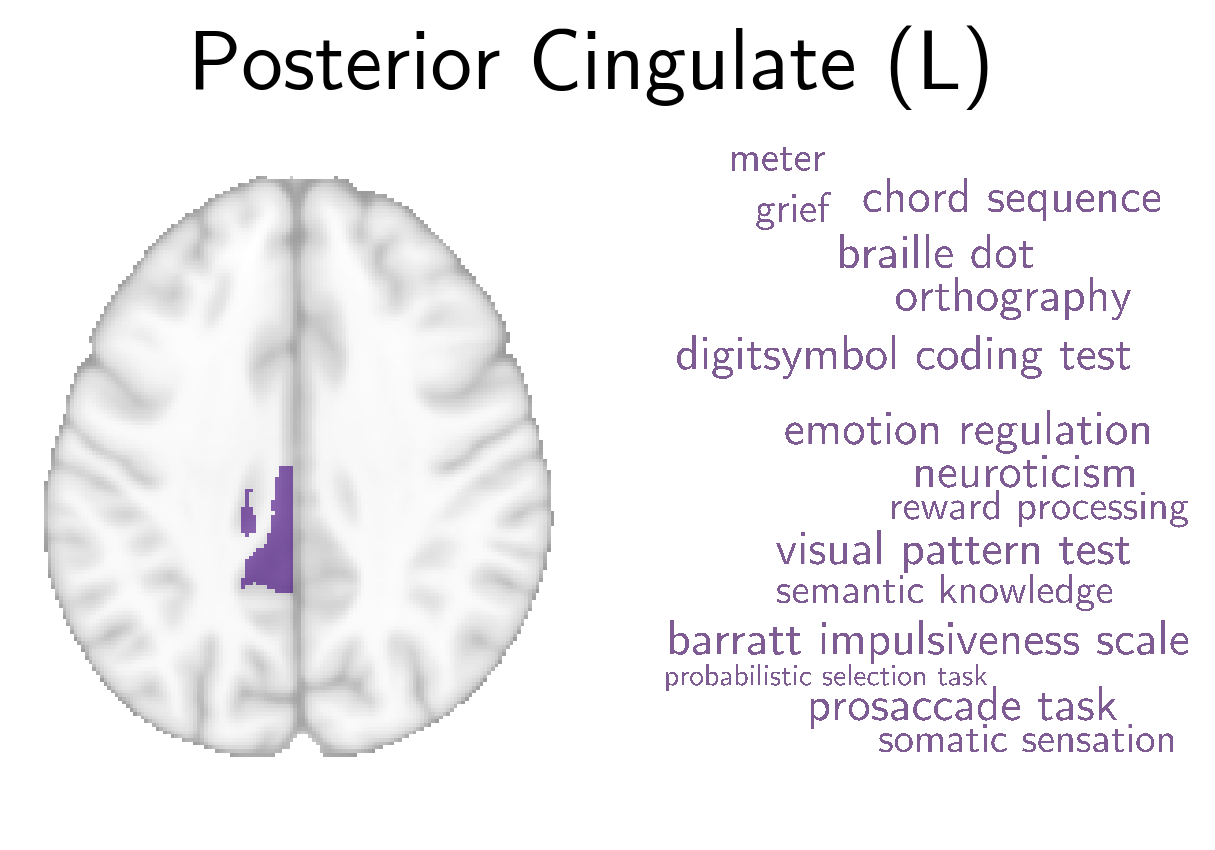 Posterior Cingulate (L)
meter
grief chord sequence
braille dot
orthography
digitsymbol coding test
emotion regulation
neuroticism
reward processing
visual pattern test
semantic knowledge
barratt impulsiveness scale
probabilistic selection task
prosaccade task
somatic sensation